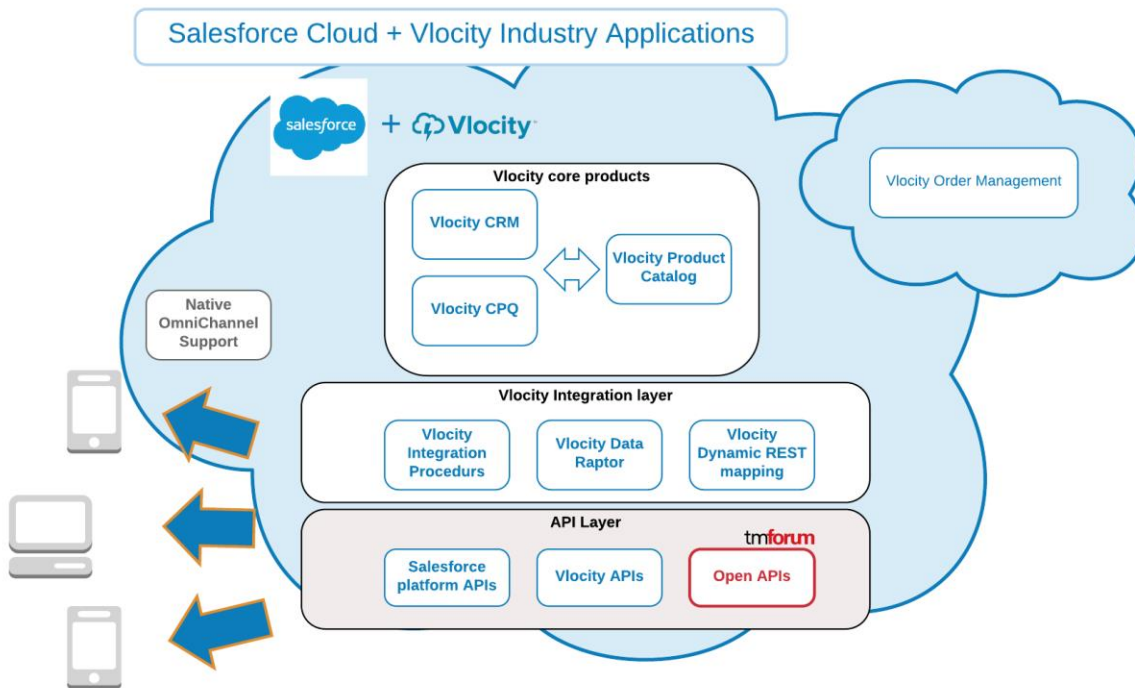 Salesforce Cloud + Vlocity Industry Applications
salesforce
+
Vlocity
Vlocity core products
Vlocity CRM
Vlocity CPQ
Vlocity Product
Catalog
Vlocity Order Management
Native
OmniChannel
Support
Vlocity Integration layer
Vlocity
Integration
Procedurs
Vlocity Data
Raptor
Vlocity
Dynamic REST
mapping
API Layer
tmforum
Salesforce
platform APIs
Vlocity APIs
Open APIs